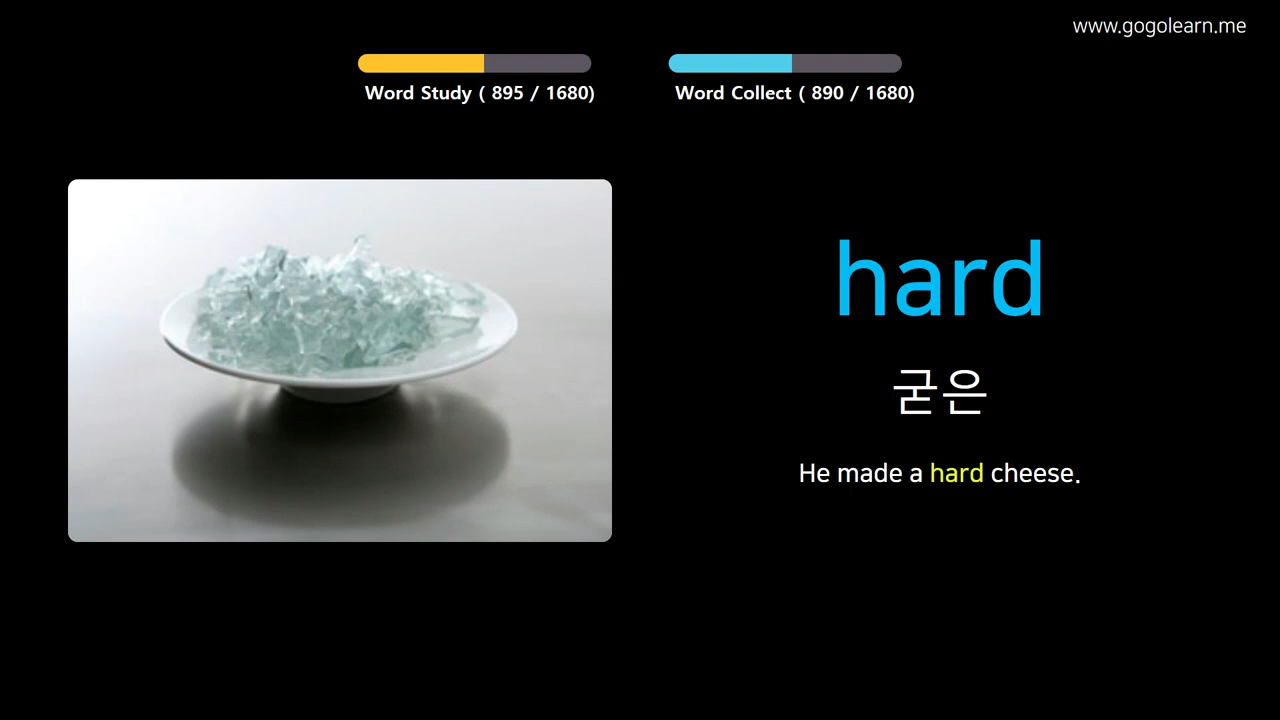 www.gogolearn.me
Word Study ( 895 / 1680)
Word Collect ( 890 / 1680)
hard
굳은
He made a hard cheese.